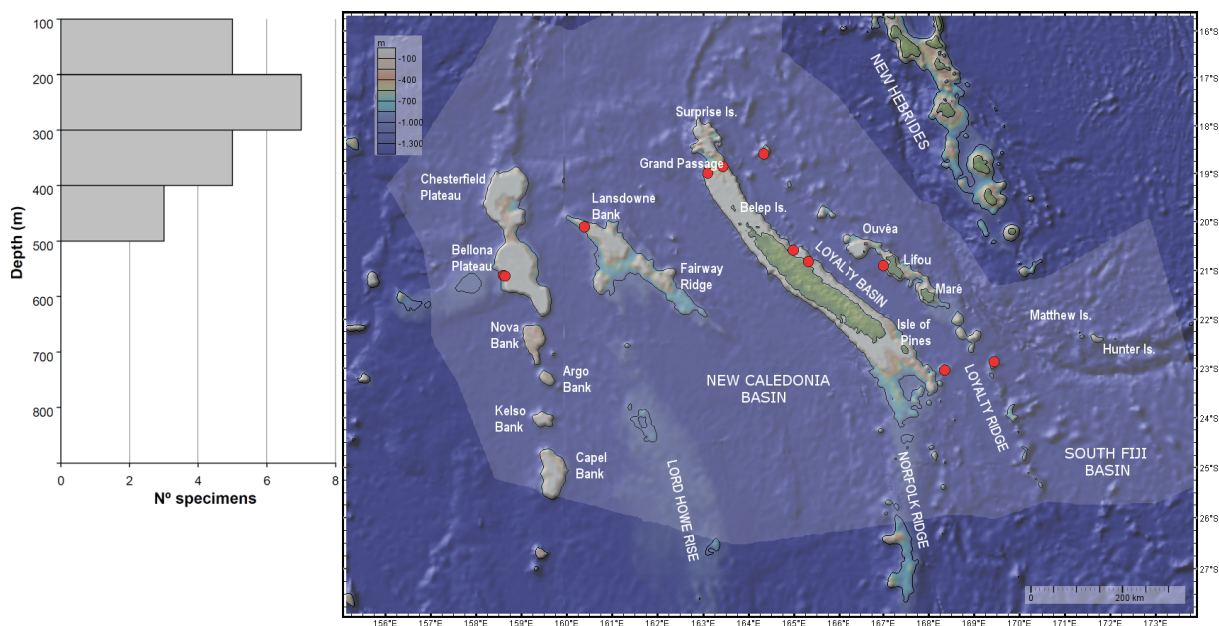 100
200
300
400
500
600
700
800
Depth (m)
0
2
4
6
8
Nº specimens
m
-100
-400
-700
-1.000
-1.300
Surprise Is.
Grand Passage
Chesterfield
Plateau
Lansdowne
Bank
Belep Is.
NEW HEBRIDES
Bellona
Plateau
Fairway
Ridge
LOYALTY BASIN
Ouvèa
Lifou
Maré
Nova
Bank
Isle of
Pines
Matthew Is.
Hunter Is.
Argo
Bank
NEW CALEDONIA
BASIN
LOYALTY RIDGE
Kelso
Bank
Capel
Bank
LORD HOWE RISE
NORFOLK RIDGE
SOUTH FIJI
BASIN
0 200 km
16°S
17°S
18°S
19°S
20°S
21°S
22°S
23°S
24°S
25°S
26°S
27°S
156°E 157°E 158°E 159°E 160°E 161°E 162°E 163°E 164°E 165°E 166°E 167°E 168°E 169°E 170°E 171°E 172°E 173°E